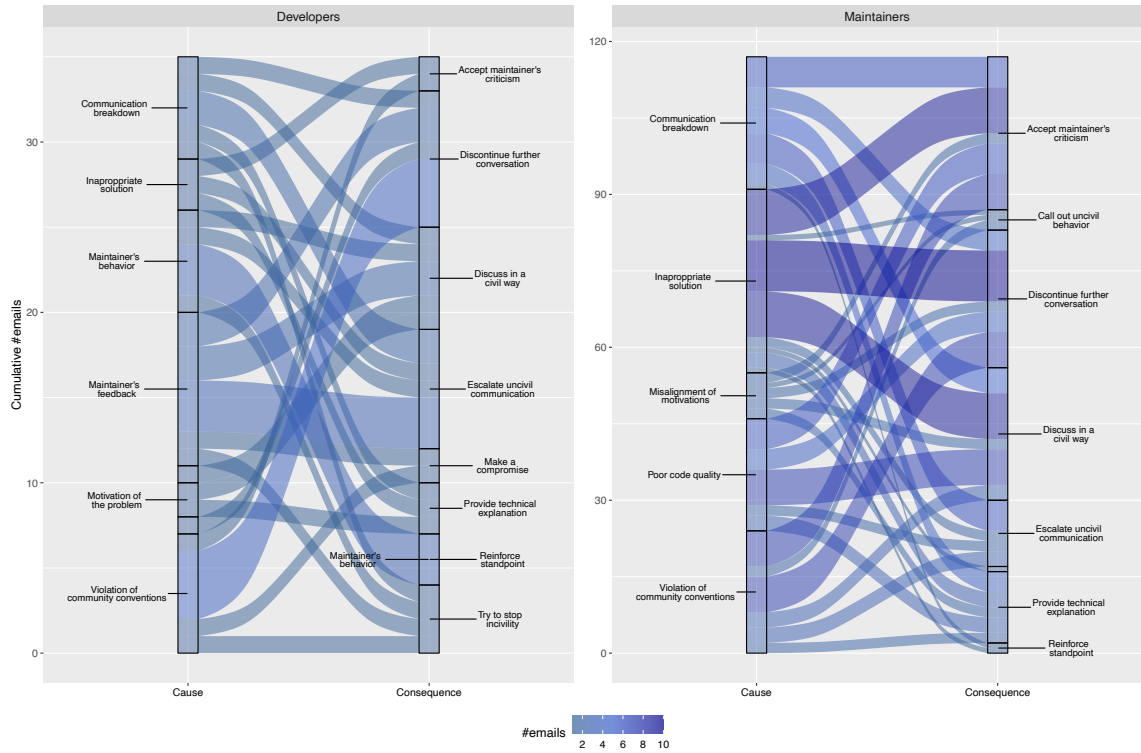 Developers
Maintainers
Cumulative #emails
0
10
20
30
Communication
breakdown
Inaproppriate
solution
Maintainer's
behavior
Maintainer's
feedback
Motivation of
the problem
Violation of
community conventions
Accept maintainer's
criticism
Discontinue further
conversation
Discuss in a
civil way
Escalate uncivil
communication
Make a
compromise
Provide technical
explanation
Maintainer's
behavior
Reinforce
standpoint
Try to stop
incivility
Cause
Consequence
120
90
60
30
0
Communication
breakdown
Inaproppriate
solution
Misalignment of
motivations
Poor code quality
Violation of
community conventions
Accept maintainer's
criticism
Call out uncivil
behavior
Discontinue further
conversation
Discuss in a
civil way
Escalate uncivil
communication
Provide technical
explanation
Reinforce
standpoint
Cause
Consequence
#emails
2 4 6 8 10